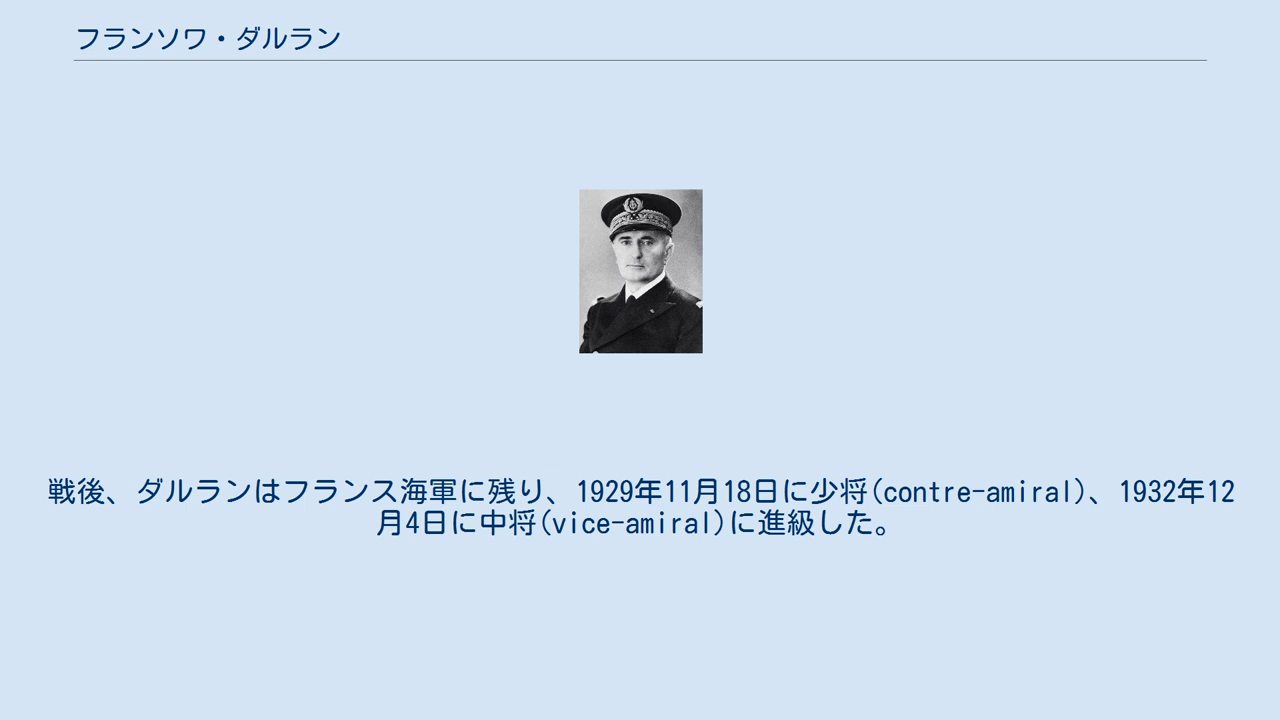 フランソワ・ダルラン
戦後、ダルランはフランス海軍に残り、1929年11月18日に少将(contre-amiral)、1932年12
月4日に中将(vice-amiral)に進級した。